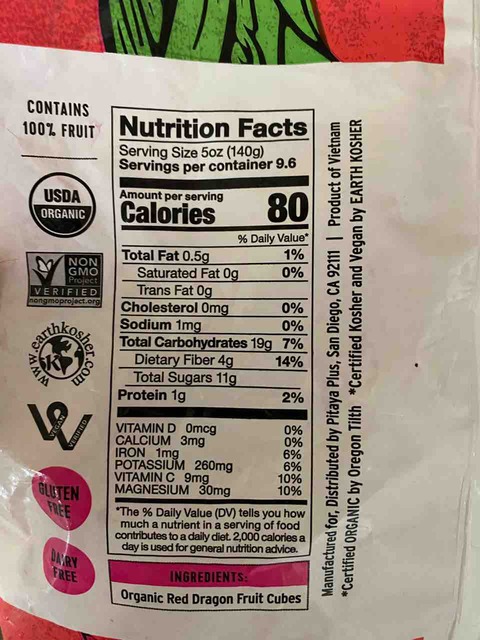 CONTAINS
100% FRUIT
USDA
ORGANIC
NON
GMO
Project
VERIFIED
nongmoproject.org
www.earthkosher.com
K
VEGAN VERIFIED
GLUTEN
FREE
DAIRY
FREE
Nutrition Facts
Serving Size 5oz (140g)
Servings per container 9.6
Amount per serving
Calories 80
% Daily Value*
Total Fat 0.5g 1%
Saturated Fat 0g 0%
Trans Fat 0g
Cholesterol 0mg 0%
Sodium 1mg 0%
Total Carbohydrates 19g 7%
Dietary Fiber 4g 14%
Total Sugars 11g
Protein 1g 2%
VITAMIN D 0mcg 0%
CALCIUM 3mg 0%
IRON 1mg 6%
POTASSIUM 260mg 6%
VITAMIN C 9mg 10%
MAGNESIUM 30mg 10%
*The % Daily Value (DV) tells you how
much a nutrient in a serving of food
contributes to a daily diet. 2,000 calories a
day is used for general nutrition advice.
INGREDIENTS:
Organic Red Dragon Fruit Cubes
Manufactured for, Distributed by Pitaya Plus, San Diego, CA 92111 | Product of Vietnam
*Certified ORGANIC by Oregon Tilth *Certified Kosher and Vegan by EARTH KOSHER